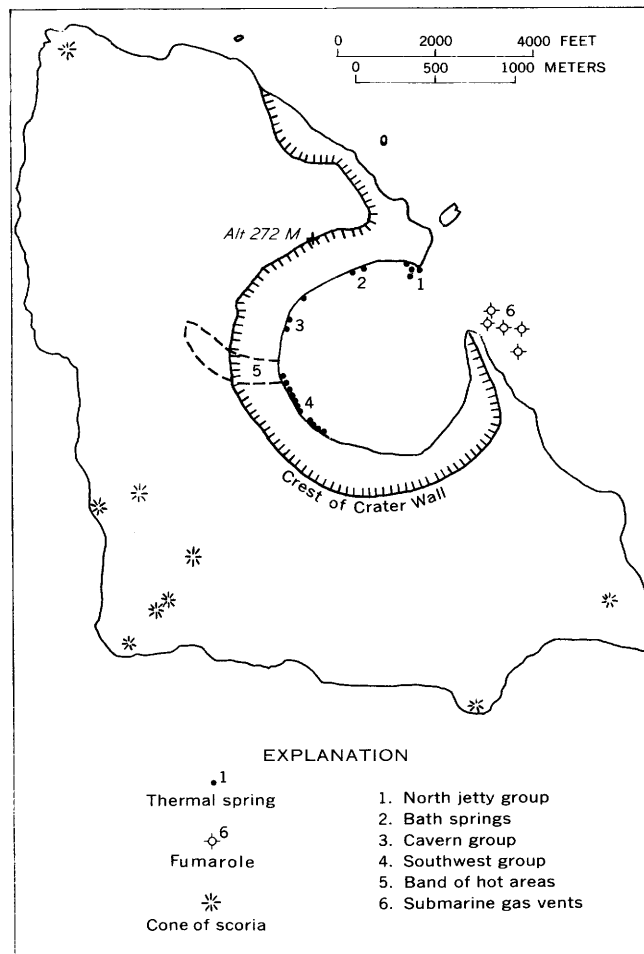 0 2000 4000 FEET
0 500 1000 METERS
Alt 272 M
1
2
3
4
5
6
Crest of Crater Wall
EXPLANATION
1
Thermal spring
6
Fumarole
Cone of scoria
1. North jetty group
2. Bath springs
3. Cavern group
4. Southwest group
5. Band of hot areas
6. Submarine gas vents